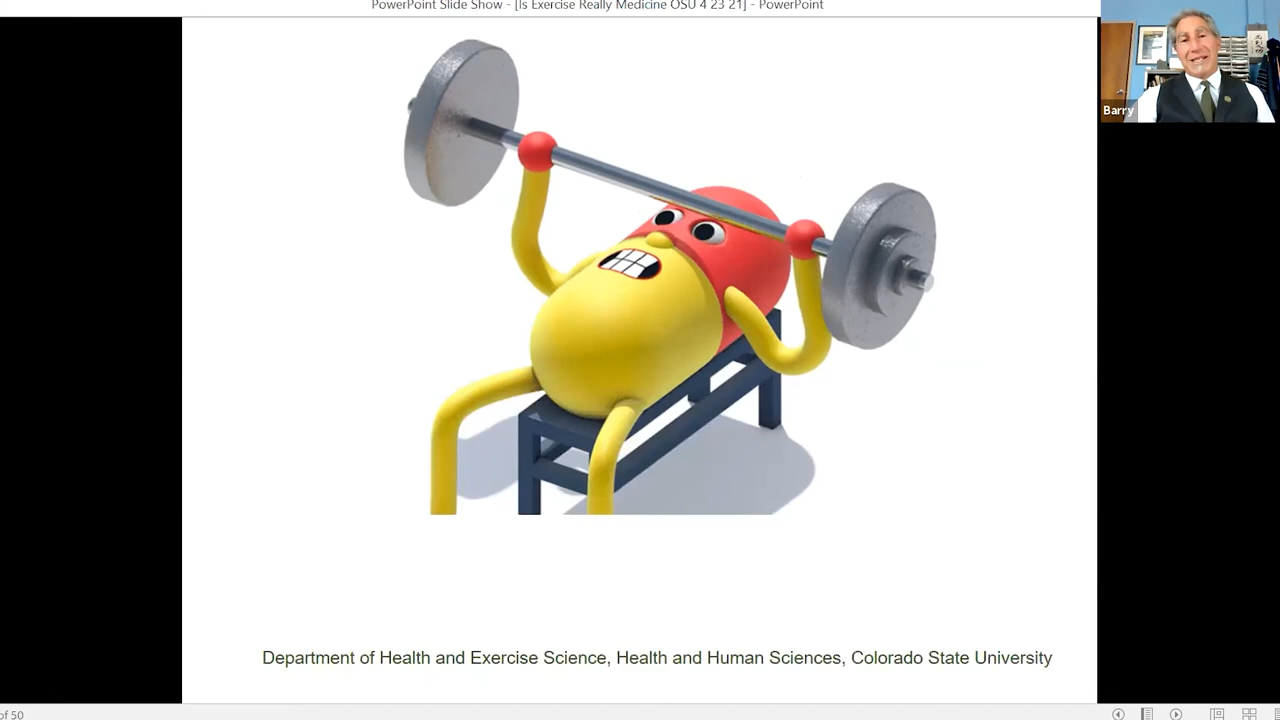 PowerPoint Slide Show - [Is Exercise Really Medicine OSU 4 23 21] - PowerPoint
Barry
Department of Health and Exercise Science, Health and Human Sciences, Colorado State University
of 50